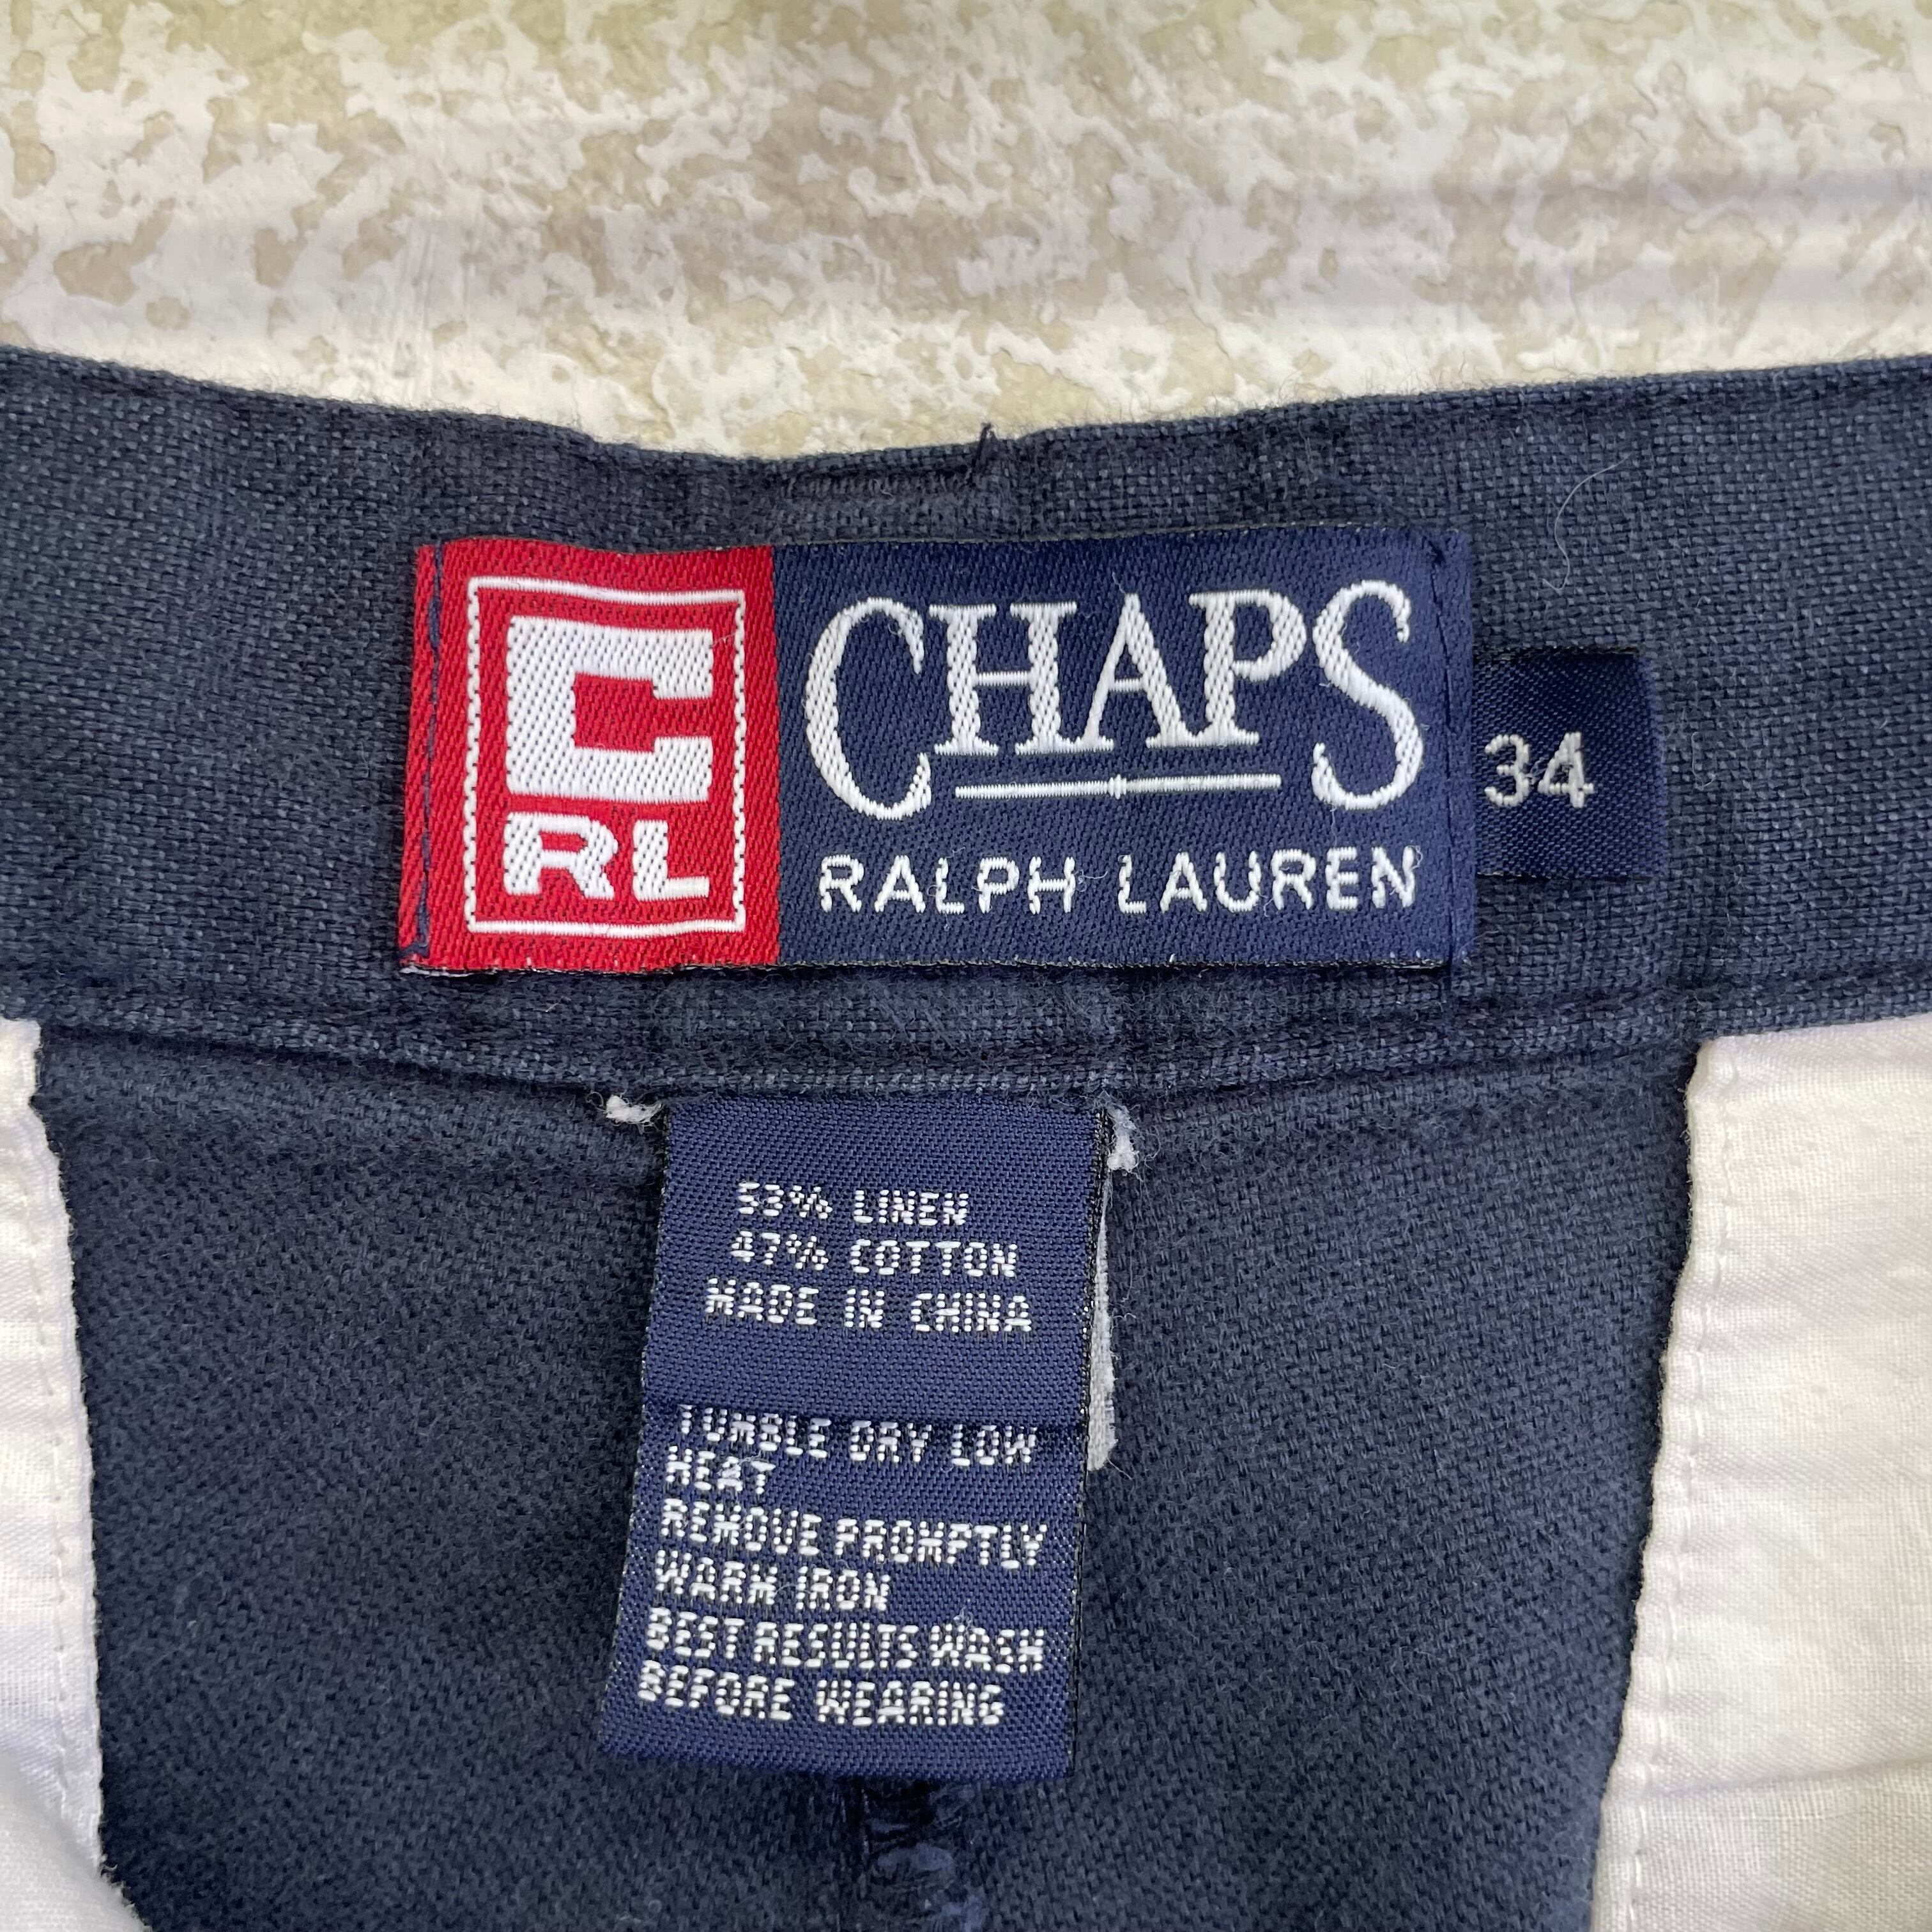 C
RL
CHAPS
RALPH LAUREN
34
53% LINEN
47% COTTON
MADE IN CHINA
TUMBLE DRY LOW
HEAT
REMOVE PROMPTLY
WARM IRON
BEST RESULTS WASH
BEFORE WEARING